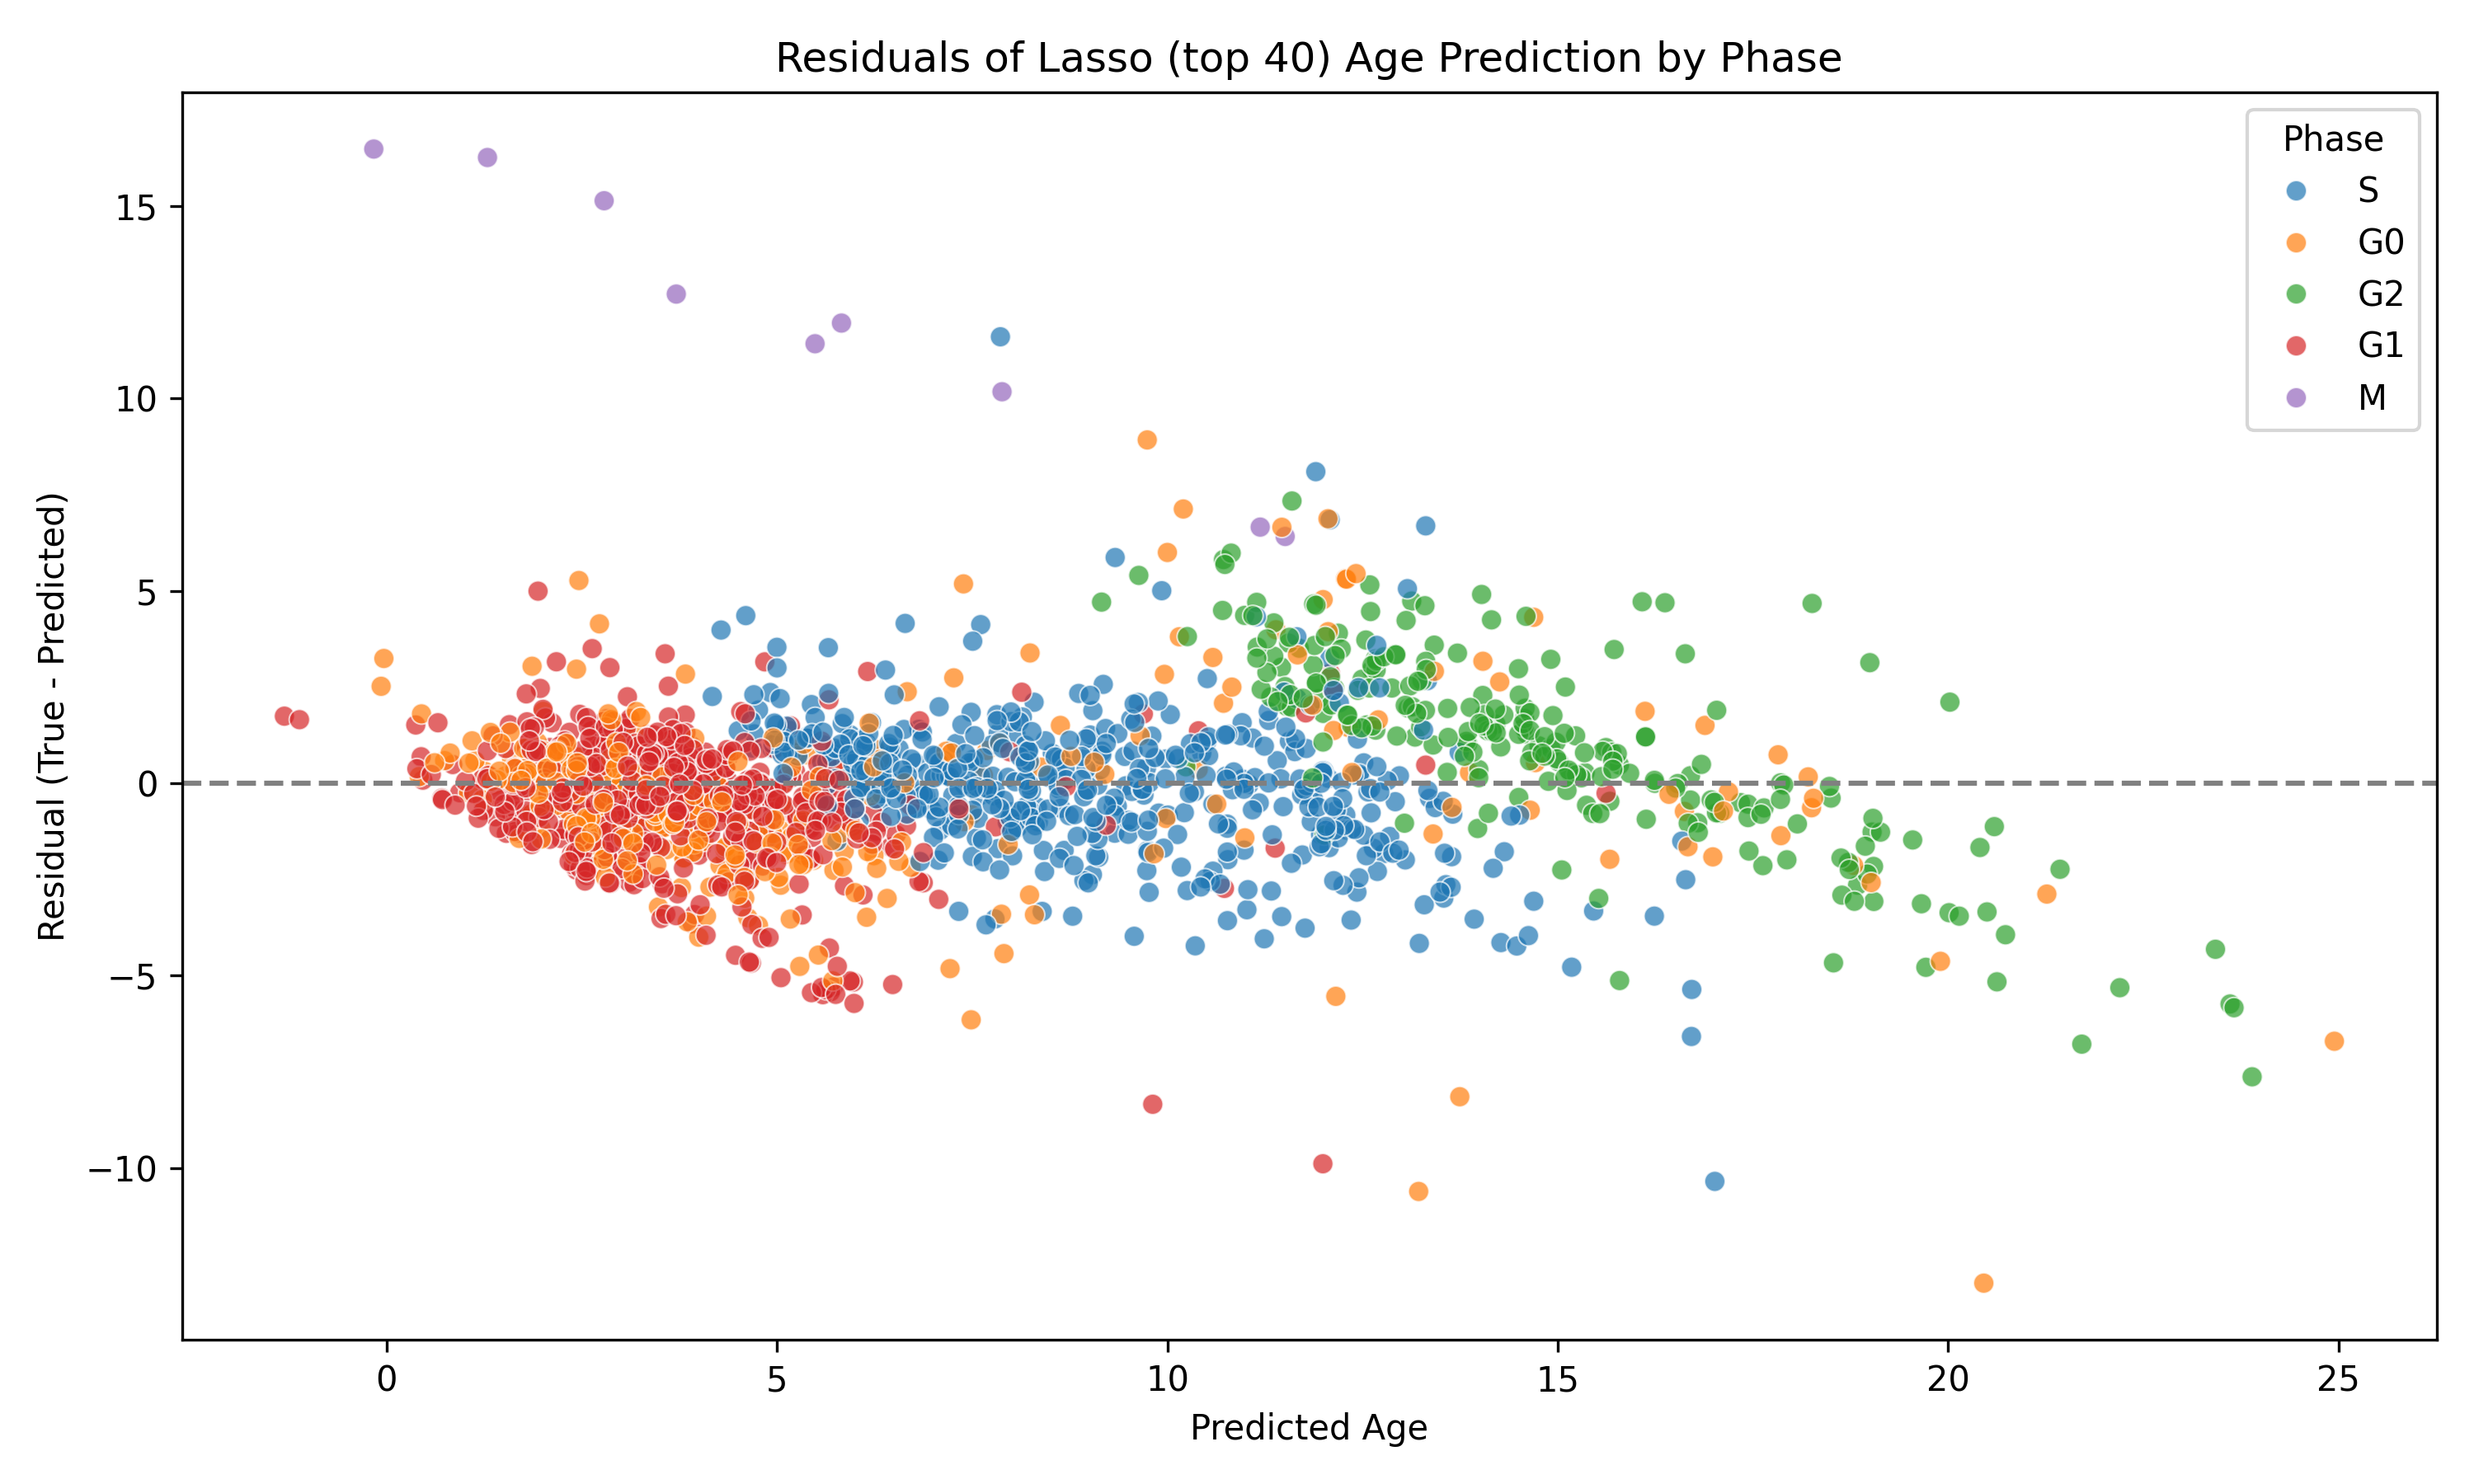 Residuals of Lasso (top 40) Age Prediction by Phase
Residual (True - Predicted)
15
10
5
0
−5
−10
Phase
S
G0
G2
G1
M
0 5 10 15 20 25
Predicted Age